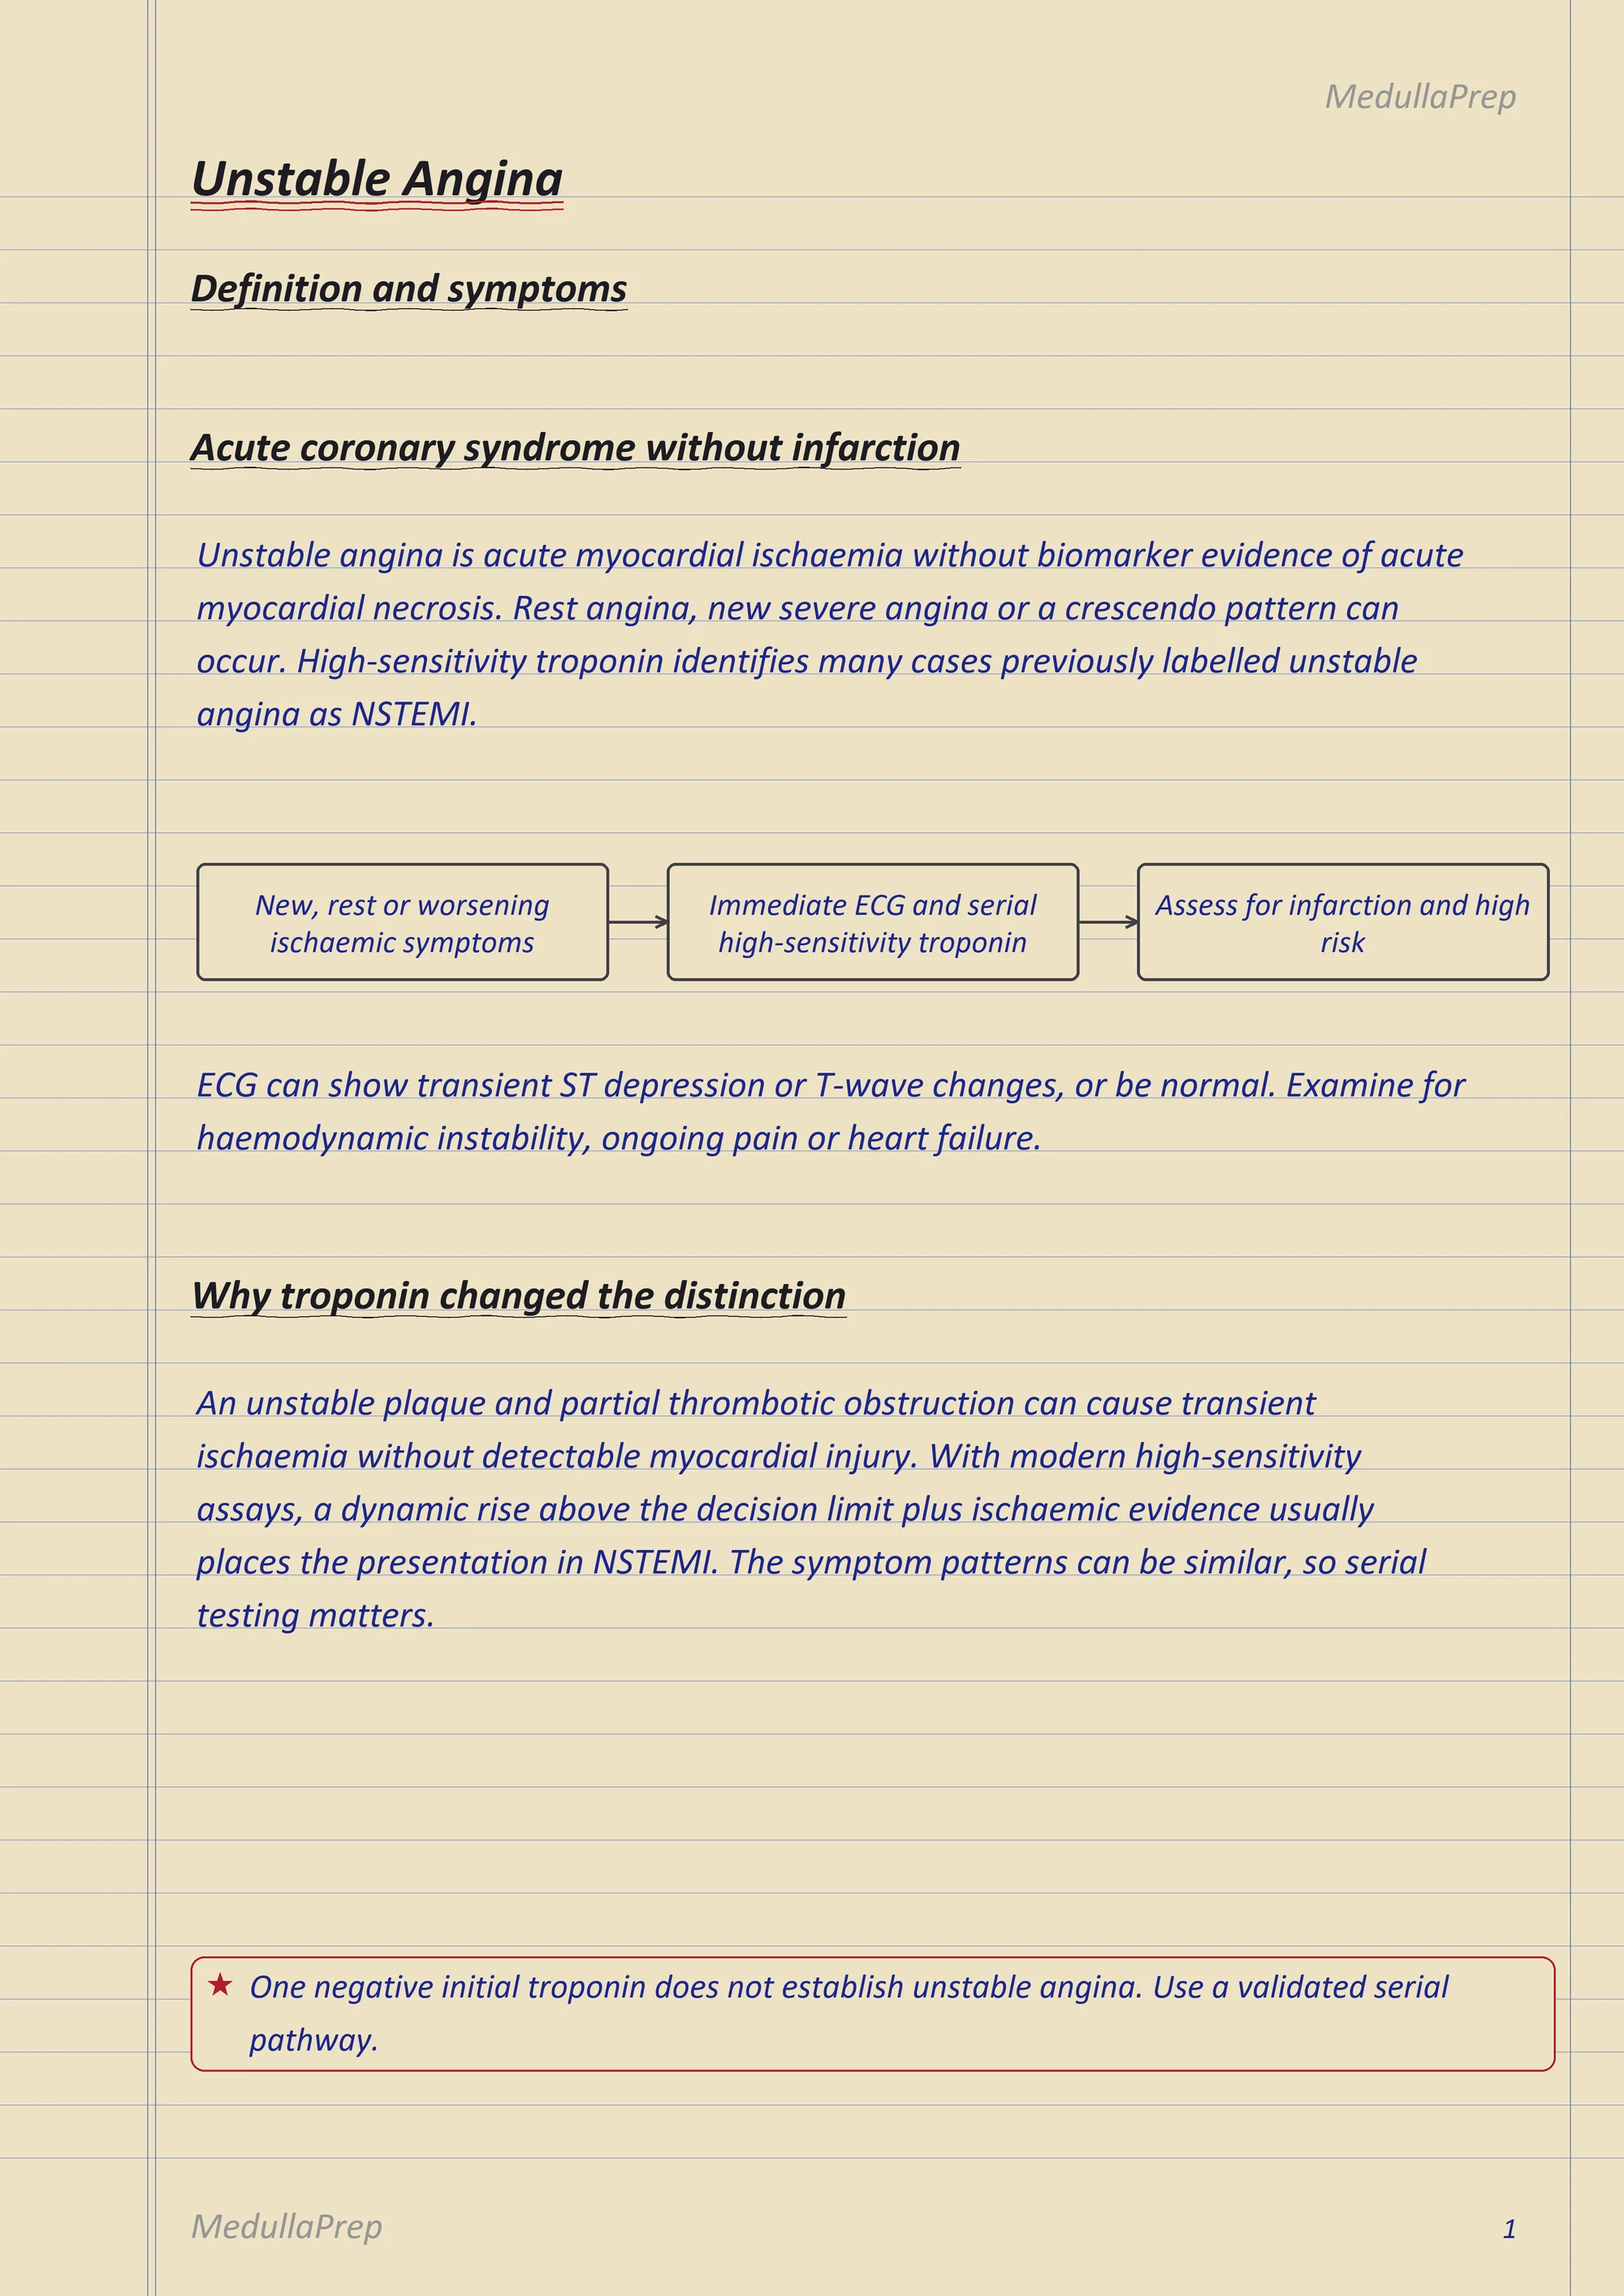 MedullaPrep
Unstable Angina
Definition and symptoms
Acute coronary syndrome without infarction
Unstable angina is acute myocardial ischaemia without biomarker evidence of acute
myocardial necrosis. Rest angina, new severe angina or a crescendo pattern can
occur. High-sensitivity troponin identifies many cases previously labelled unstable
angina as NSTEMI.
New, rest or worsening
ischaemic symptoms
Immediate ECG and serial
high-sensitivity troponin
Assess for infarction and high
risk
ECG can show transient ST depression or T-wave changes, or be normal. Examine for
haemodynamic instability, ongoing pain or heart failure.
Why troponin changed the distinction
An unstable plaque and partial thrombotic obstruction can cause transient
ischaemia without detectable myocardial injury. With modern high-sensitivity
assays, a dynamic rise above the decision limit plus ischaemic evidence usually
places the presentation in NSTEMI. The symptom patterns can be similar, so serial
testing matters.
★ One negative initial troponin does not establish unstable angina. Use a validated serial
pathway.
MedullaPrep
1